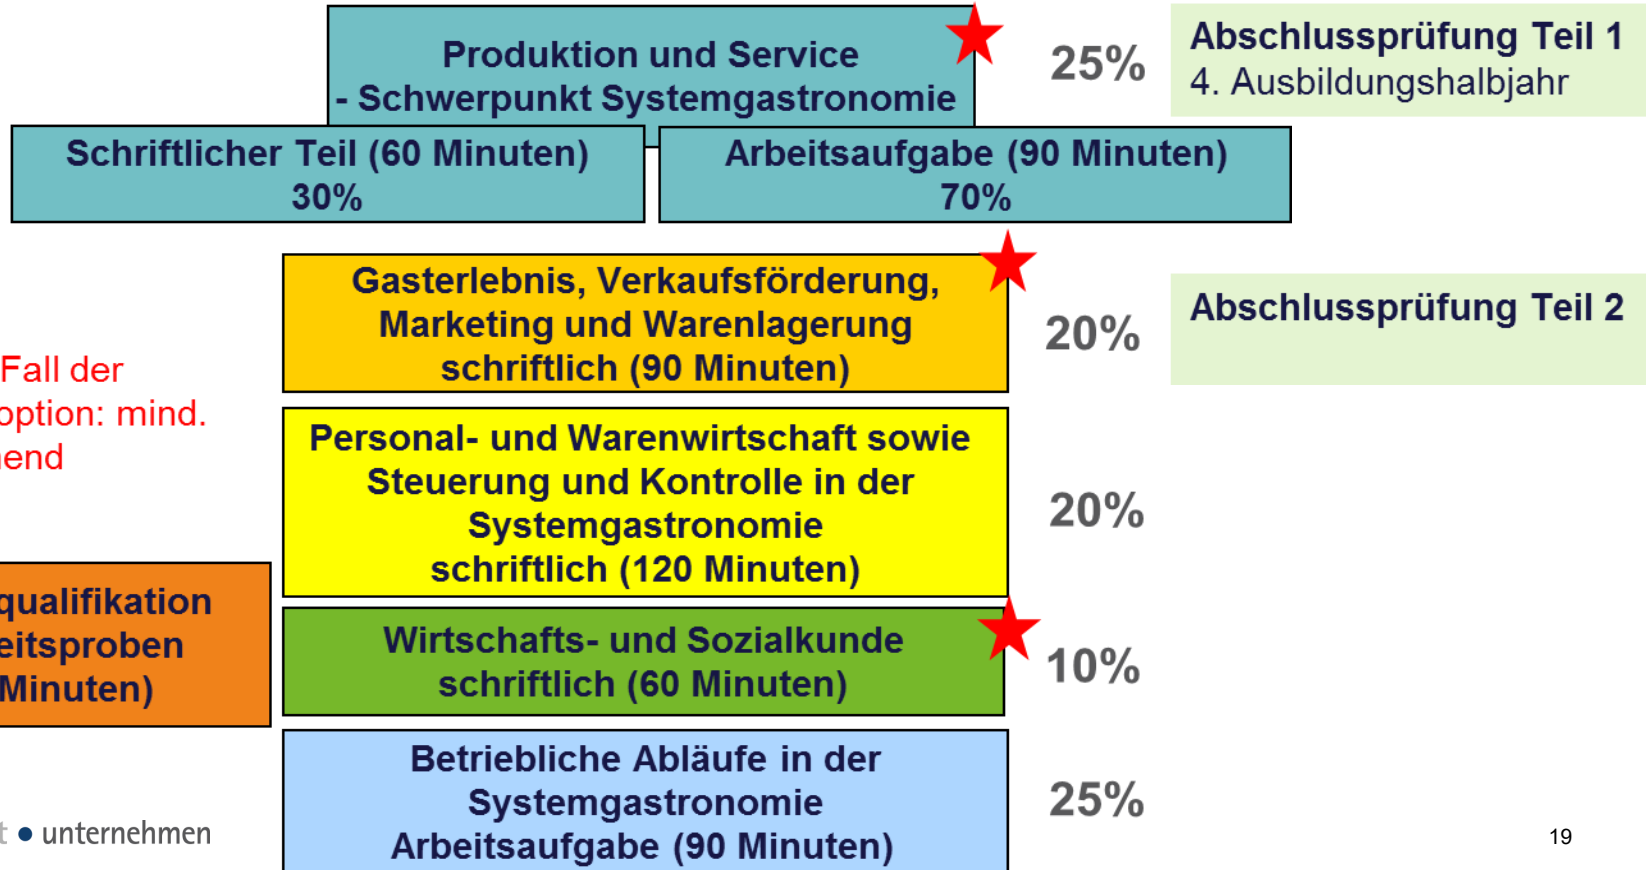 Produktion und Service
- Schwerpunkt Systemgastronomie
25%
Abschlussprüfung Teil 1
4. Ausbildungshalbjahr
Schriftlicher Teil (60 Minuten)
30%
Arbeitsaufgabe (90 Minuten)
70%
Gasterlebnis, Verkaufsförderung,
Marketing und Warenlagerung
schriftlich (90 Minuten)
20%
Abschlussprüfung Teil 2
Fall der
option: mind.
end
Personal- und Warenwirtschaft sowie
Steuerung und Kontrolle in der
Systemgastronomie
schriftlich (120 Minuten)
20%
qualifikation
eitsproben
Minuten)
Wirtschafts- und Sozialkunde
schriftlich (60 Minuten)
10%
Betriebliche Abläufe in der
Systemgastronomie
Arbeitsaufgabe (90 Minuten)
25%
t • unternehmen
19